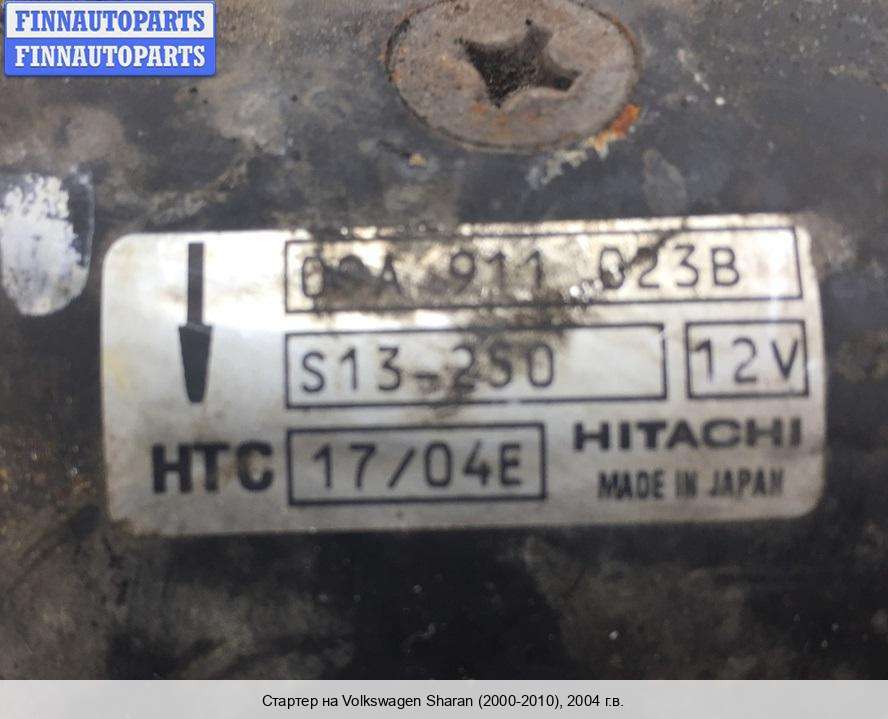 FINNAUTOPARTS
FINNAUTOPARTS
911 023B
S13-250
12V
HTC
17/04E
HITACHI
MADE IN JAPAN
Стартер на Volkswagen Sharan (2000-2010), 2004 г.в.